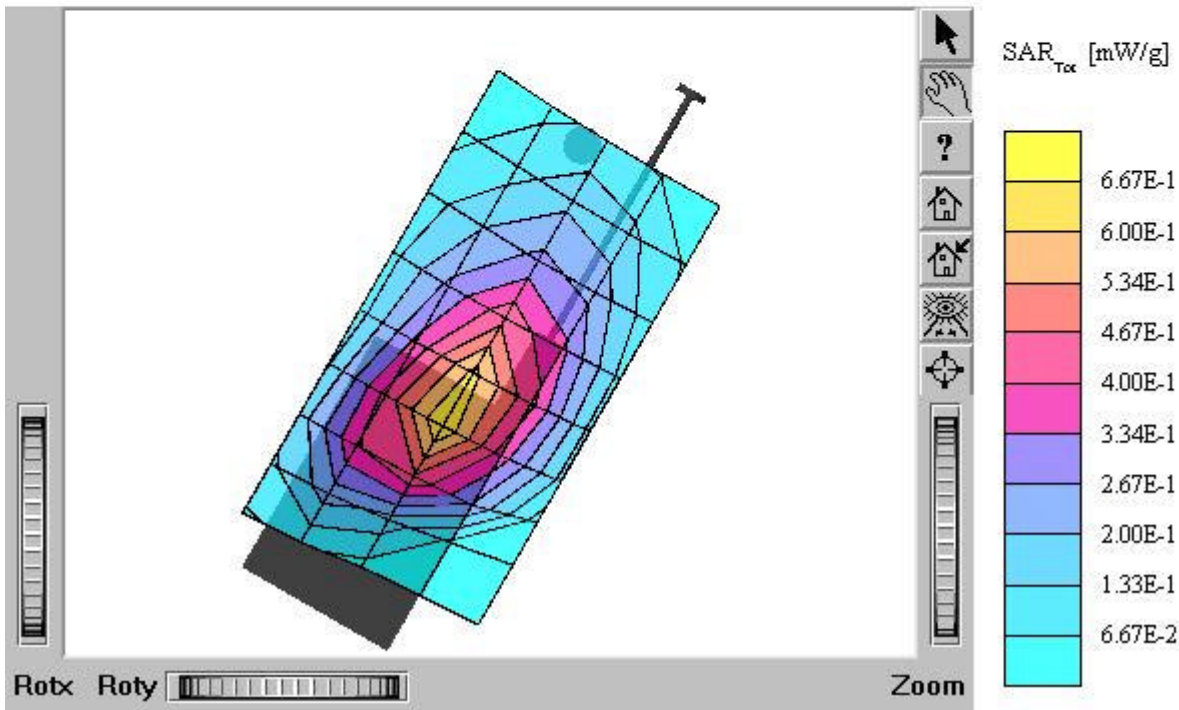 SARTot [mW/g]
?
6.67E-1
6.00E-1
5.34E-1
4.67E-1
4.00E-1
3.34E-1
2.67E-1
2.00E-1
1.33E-1
6.67E-2
Rotx Roty Zoom